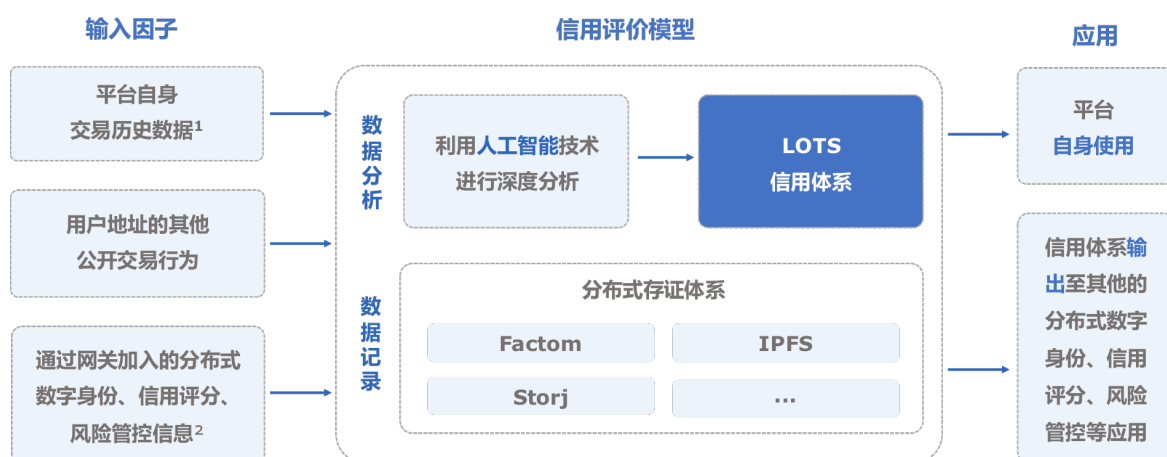 输入因子
平台自身
交易历史数据¹
用户地址的其他
公开交易行为
通过网关加入的分布式
数字身份、信用评分、
风险管控信息²
信用评价模型
数据分析
利用人工智能技术
进行深度分析
LOTS
信用体系
数据记录
分布式存证体系
Factom
IPFS
Storj
...
应用
平台
自身使用
信用体系输
出至其他的
分布式数字
身份、信用
评分、风险
管控等应用